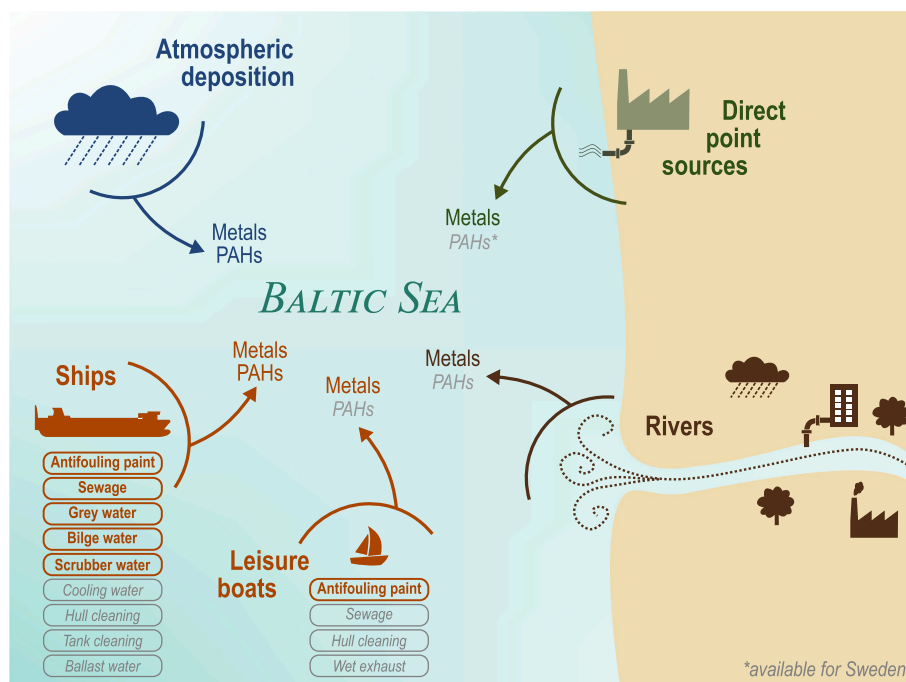 Atmospheric
deposition
Metals
PAHs
Direct
point
sources
Metals
PAHs*
BALTIC SEA
Ships
Metals
PAHs
Antifouling paint
Sewage
Grey water
Bilge water
Scrubber water
Cooling water
Hull cleaning
Tank cleaning
Ballast water
Metals
PAHs
Leisure
boats
Antifouling paint
Sewage
Hull cleaning
Wet exhaust
Metals
PAHs
Rivers
*available for Sweden